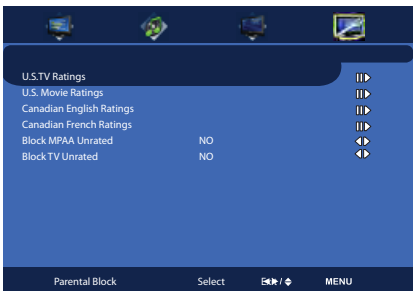 U.S.TV Ratings
U.S. Movie Ratings
Canadian English Ratings
Canadian French Ratings
Block MPAA Unrated NO
Block TV Unrated NO
Parental Block Select / MENU